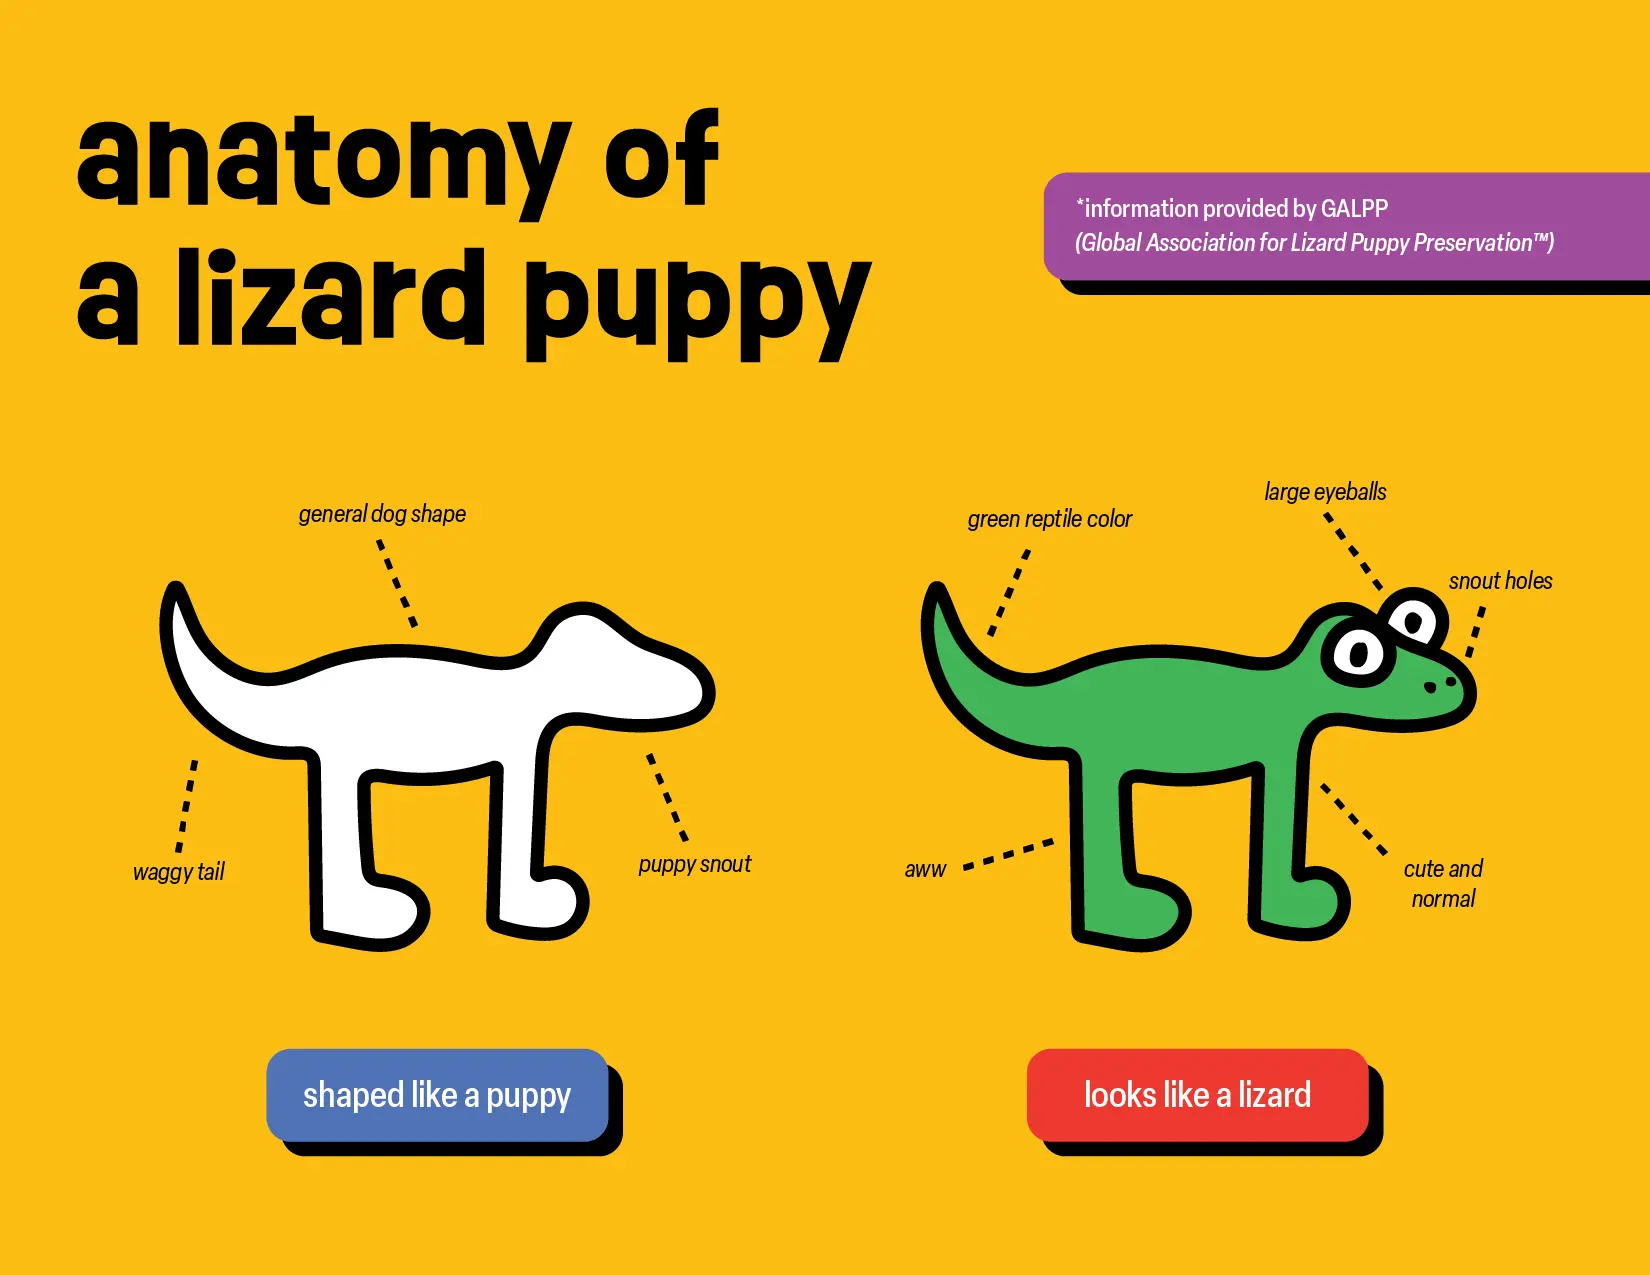 anatomy of
a lizard puppy
*information provided by GALPP
(Global Association for Lizard Puppy Preservation™)
general dog shape
waggy tail
puppy snout
shaped like a puppy
large eyeballs
green reptile color
snout holes
aww
cute and
normal
looks like a lizard